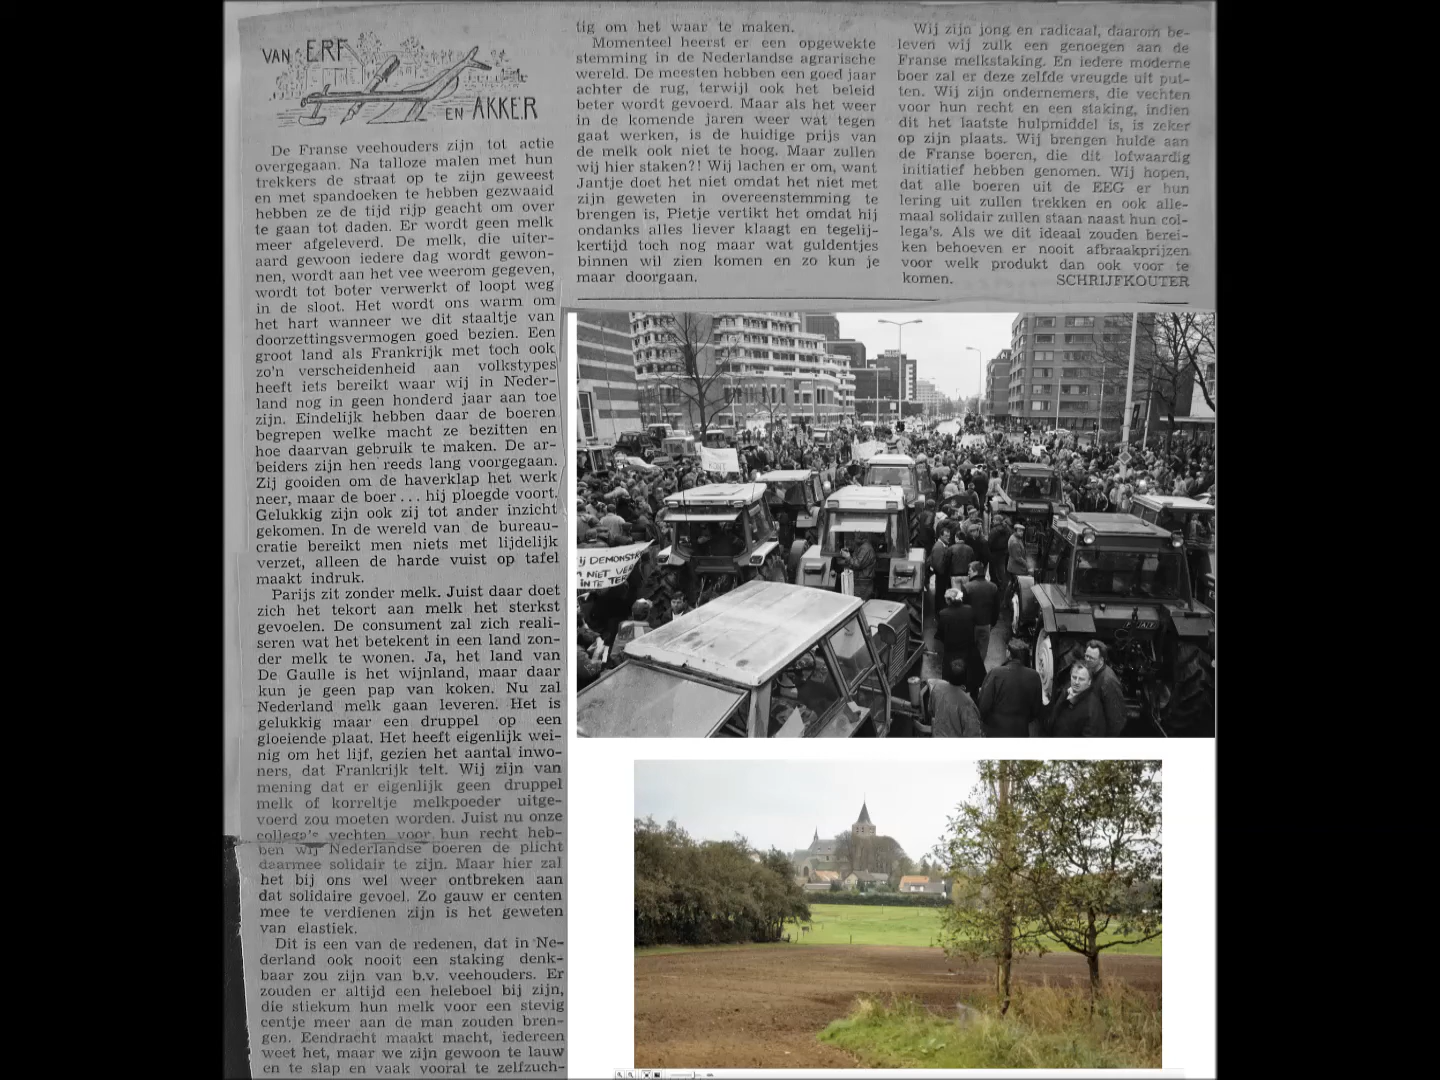 VAN ERF
EN AKKER
De Franse veehouders zijn tot actie
overgegaan. Na talloze malen met hun
trekkers de straat op te zijn geweest
en met spandoeken te hebben gezwaaid
hebben ze de tijd rijp geacht om over
te gaan tot daden. Er wordt geen melk
meer afgeleverd. De melk, die uiter-
aard gewoon iedere dag wordt gewon-
nen, wordt aan het vee weerom gegeven,
wordt tot boter verwerkt of loopt weg
in de sloot. Het wordt ons warm om
het hart wanneer we dit staaltje van
doorzettingsvermogen goed bezien. Een
groot land als Frankrijk met toch ook
zo'n verscheidenheid aan volkstypes
heeft iets bereikt waar wij in Neder-
land nog in geen honderd jaar aan toe
zijn. Eindelijk hebben daar de boeren
begrepen welke macht ze bezitten en
hoe daarvan gebruik te maken. De ar-
beiders zijn hen reeds lang voorgegaan.
Zij gooiden om de haverklap het werk
neer, maar de boer ... hij ploegde voort.
Gelukkig zijn ook zij tot ander inzicht
gekomen. In de wereld van de bureau-
cratie bereikt men niets met lijdelijk
verzet, alleen de harde vuist op tafel
maakt indruk.
Parijs zit zonder melk. Juist daar doet
zich het tekort aan melk het sterkst
gevoelen. De consument zal zich reali-
seren wat het betekent in een land zon-
der melk te wonen. Ja, het land van
De Gaulle is het wijnland, maar daar
kun je geen pap van koken. Nu zal
Nederland melk gaan leveren. Het is
gelukkig maar een druppel op een
gloeiende plaat. Het heeft eigenlijk wei-
nig om het lijf, gezien het aantal inwo-
ners, dat Frankrijk telt. Wij zijn van
mening dat er eigenlijk geen druppel
melk of korreltje melkpoeder uitge-
voerd zou moeten worden. Juist nu onze
collega's vechten voor hun recht heb-
ben wij Nederlandse boeren de plicht
daarmee solidair te zijn. Maar hier zal
het bij ons wel weer ontbreken aan
dat solidaire gevoel. Zo gauw er centen
mee te verdienen zijn is het geweten
van elastiek.
Dit is een van de redenen, dat in Ne-
derland ook nooit een staking denk-
baar zou zijn van b.v. veehouders. Er
zouden er altijd een heleboel bij zijn,
die stiekum hun melk voor een stevig
centje meer aan de man zouden bren-
gen. Eendracht maakt macht, iedereen
weet het, maar we zijn gewoon te lauw
en te slap en vaak vooral te zelfzuch-
tig om het waar te maken.
Momenteel heerst er een opgewekte
stemming in de Nederlandse agrarische
wereld. De meesten hebben een goed jaar
achter de rug, terwijl ook het beleid
beter wordt gevoerd. Maar als het weer
in de komende jaren weer wat tegen
gaat werken, is de huidige prijs van
de melk ook niet te hoog. Maar zullen
wij hier staken?! Wij lachen er om, want
Jantje doet het niet omdat het niet met
zijn geweten in overeenstemming te
brengen is, Pietje vertikt het omdat hij
ondanks alles liever klaagt en tegelij-
kertijd toch nog maar wat guldentjes
binnen wil zien komen en zo kun je
maar doorgaan.
Wij zijn jong en radicaal, daarom be-
leven wij zulk een genoegen aan de
Franse melkstaking. En iedere moderne
boer zal er deze zelfde vreugde uit put-
ten. Wij zijn ondernemers, die vechten
voor hun recht en een staking, indien
dit het laatste hulpmiddel is, is zeker
op zijn plaats. Wij brengen hulde aan
de Franse boeren, die dit lofwaardig
initiatief hebben genomen. Wij hopen,
dat alle boeren uit de EEG er hun
lering uit zullen trekken en ook alle-
maal solidair zullen staan naast hun col-
lega's. Als we dit ideaal zouden berei-
ken behoeven er nooit afbraakprijzen
voor welk produkt dan ook voor te
komen. SCHRIJFKOUTER
IJ DEMONST
NIET VE